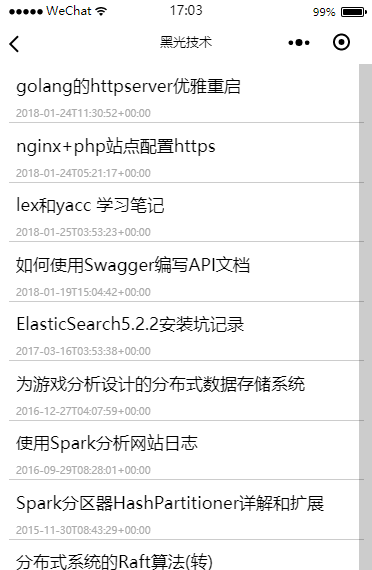 WeChat 17:03 99%
黑光技术
golang的httpserver优雅重启
2018-01-24T11:30:52+00:00
nginx+php站点配置https
2018-01-24T05:21:17+00:00
lex和yacc 学习笔记
2018-01-25T03:53:23+00:00
如何使用Swagger编写API文档
2018-01-19T15:04:42+00:00
ElasticSearch5.2.2安装坑记录
2017-03-16T03:53:38+00:00
为游戏分析设计的分布式数据存储系统
2016-12-27T04:07:59+00:00
使用Spark分析网站日志
2016-09-29T08:28:01+00:00
Spark分区器HashPartitioner详解和扩展
2015-11-30T08:43:29+00:00
分布式系统的Raft算法(转)